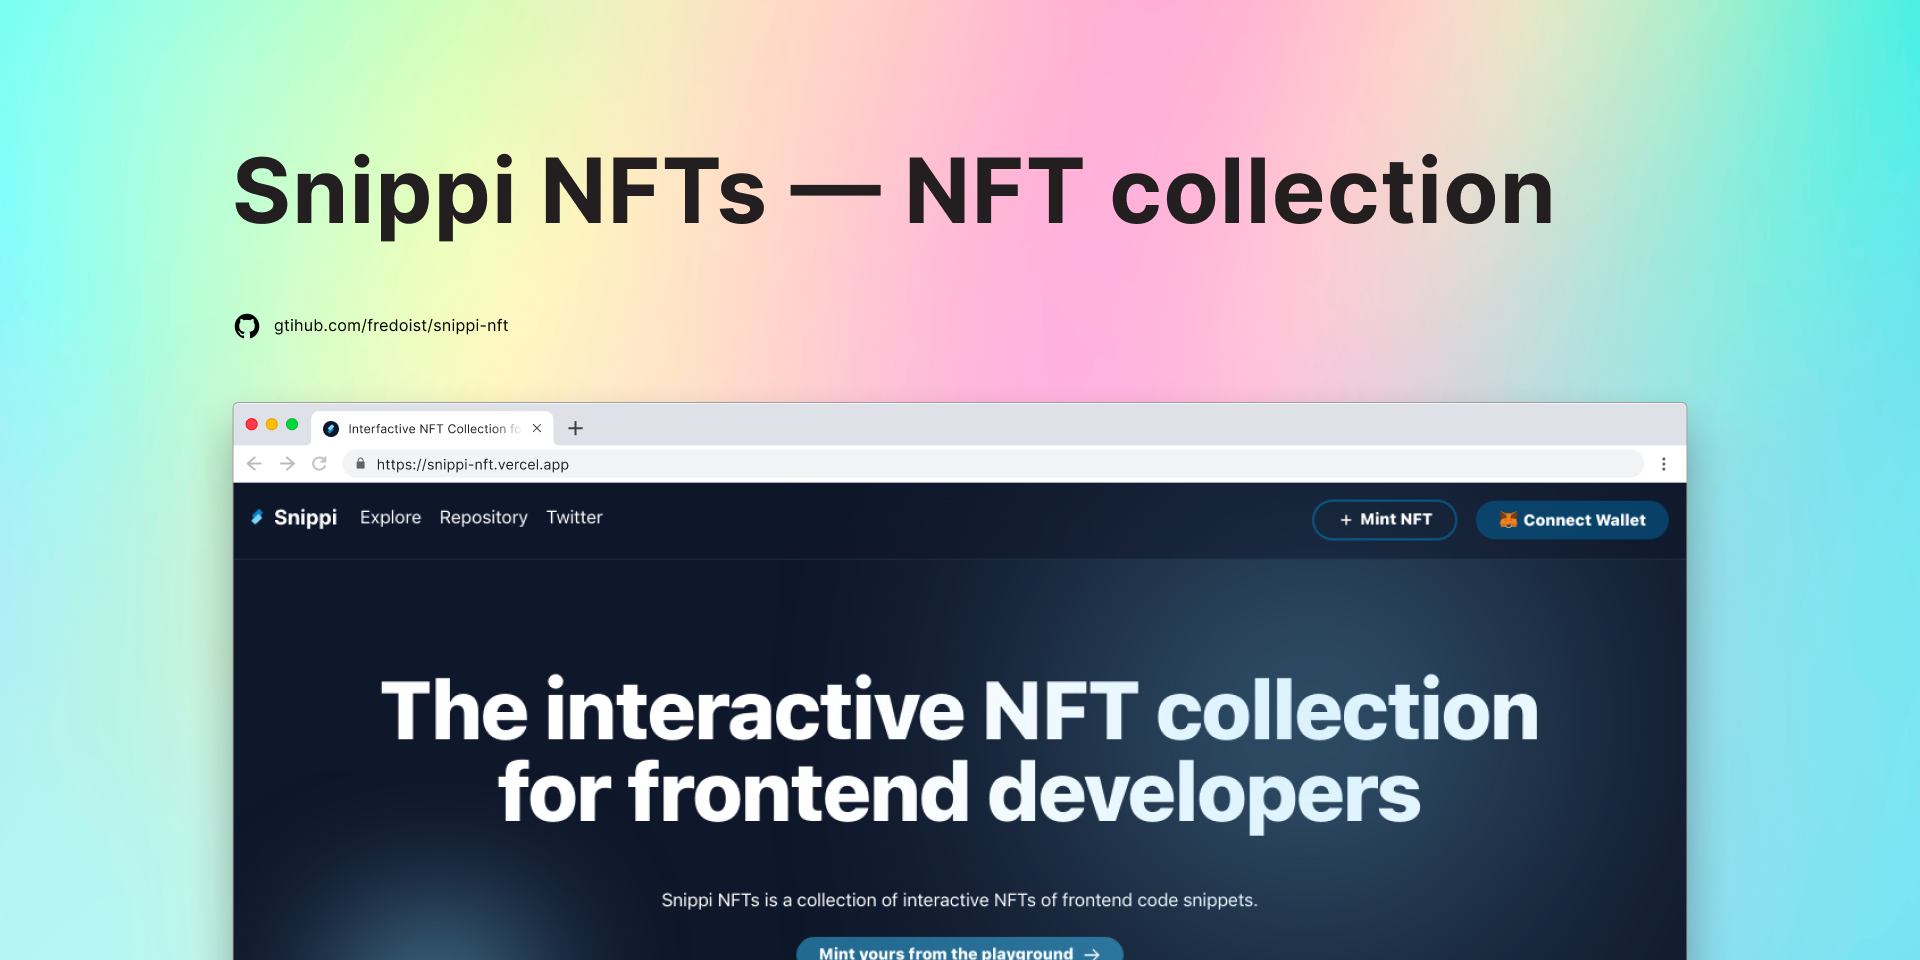 Snippi NFTs — NFT collection
gtihub.com/fredoist/snippi-nft
Interfactive NFT Collection fo
https://snippi-nft.vercel.app
Snippi Explore Repository Twitter + Mint NFT Connect Wallet
The interactive NFT collection
for frontend developers
Snippi NFTs is a collection of interactive NFTs of frontend code snippets.
Mint yours from the playground →